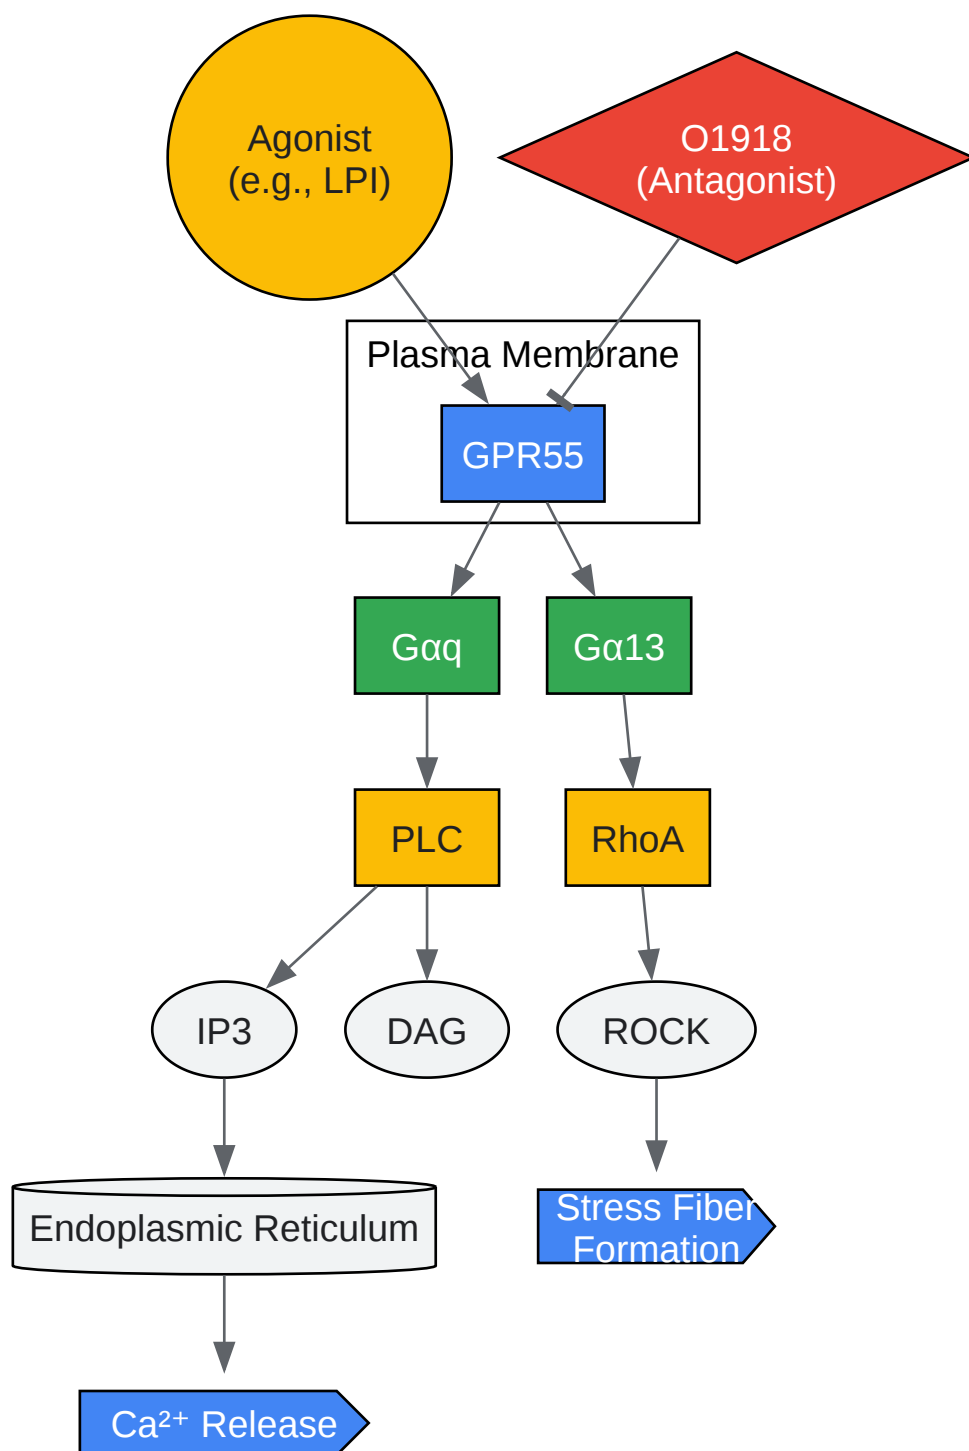 Agonist
(e.g., LPI)
O1918
(Antagonist)
Plasma Membrane
GPR55
Gαq
Gα13
PLC
RhoA
IP3
DAG
ROCK
Endoplasmic Reticulum
Stress Fiber
Formation
Ca²⁺ Release